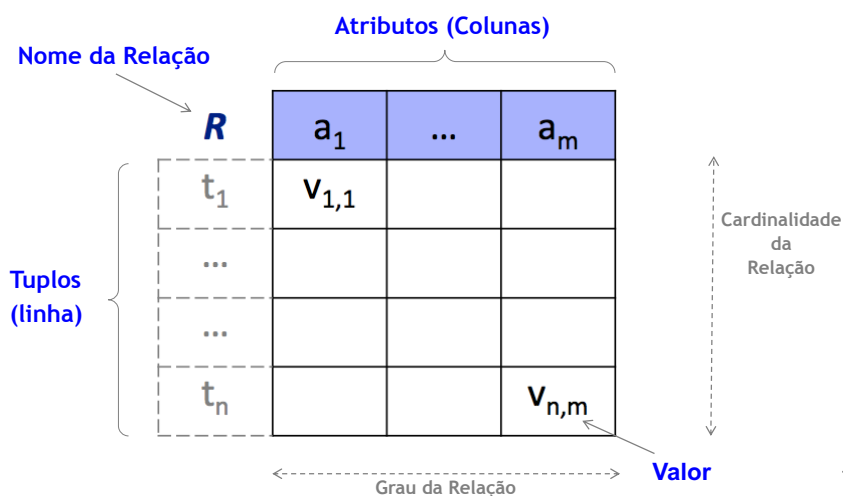 Atributos (Colunas)
Nome da Relação
R a₁ ... aₘ
t₁ v₁,₁
...
...
tₙ vₙ,ₘ
Tuplos
(linha)
Cardinalidade
da
Relação
Valor
Grau da Relação